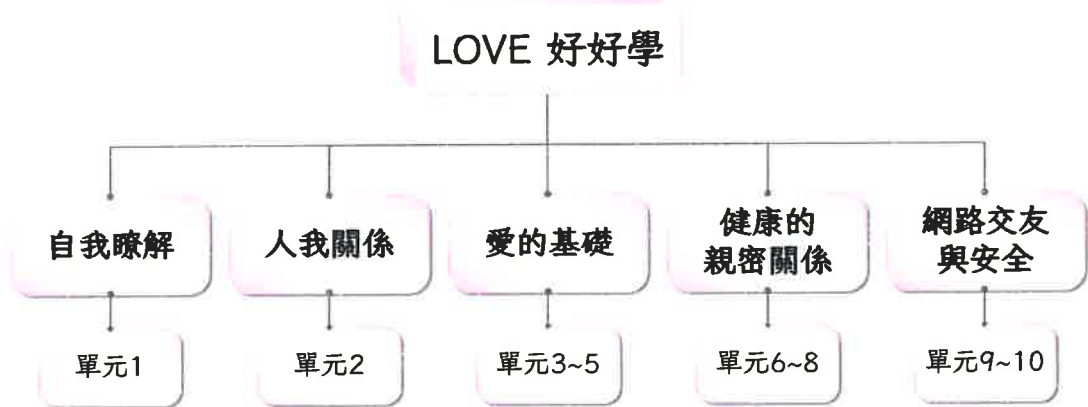 LOVE 好好學
自我瞭解
人我關係
愛的基礎
健康的
親密關係
網路交友
與安全
單元1
單元2
單元3~5
單元6~8
單元9~10